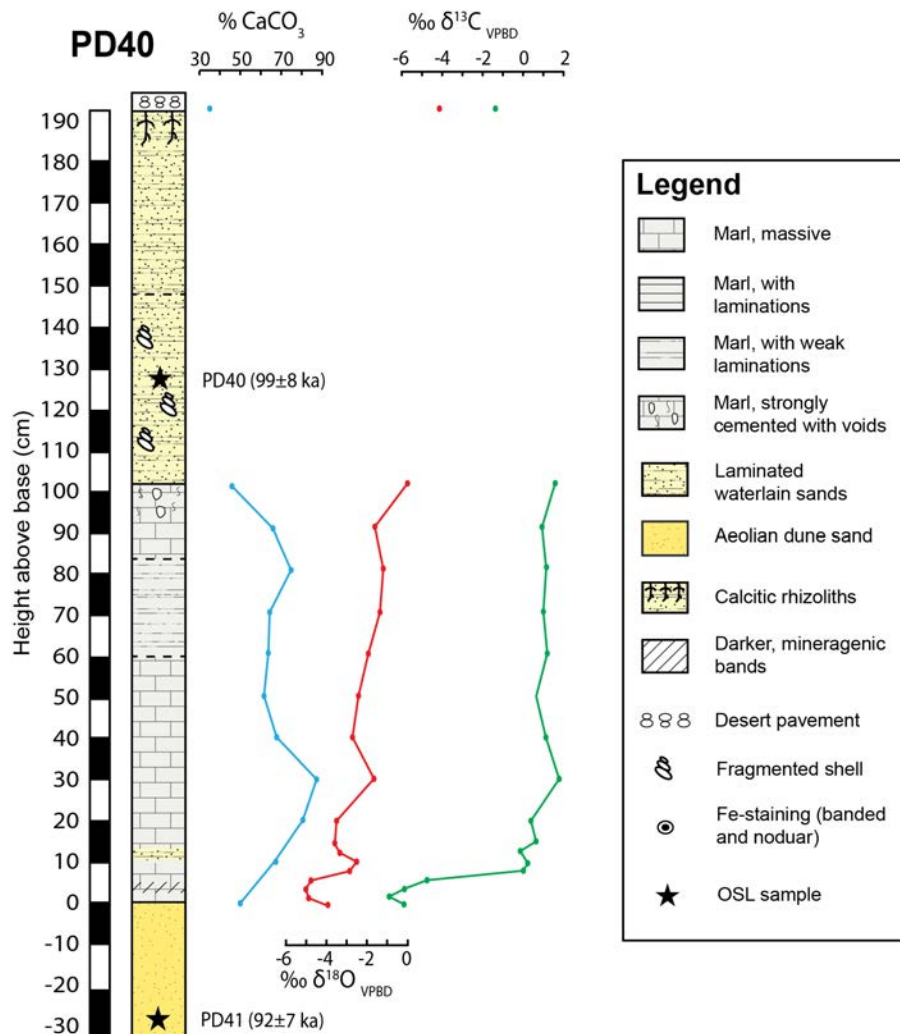 PD40
% CaCO3
30 50 70 90
‰ δ13C VPBD
-6 -4 -2 0 2
Height above base (cm)
190
180
170
160
150
140
130
120
110
100
90
80
70
60
50
40
30
20
10
0
-10
-20
-30
PD40 (99±8 ka)
PD41 (92±7 ka)
-6 -4 -2 0
‰ δ18O VPBD
Legend
Marl, massive
Marl, with
laminations
Marl, with weak
laminations
Marl, strongly
cemented with voids
Laminated
waterlain sands
Aeolian dune sand
Calcitic rhizoliths
Darker, mineragenic
bands
Desert pavement
Fragmented shell
Fe-staining (banded
and noduar)
OSL sample